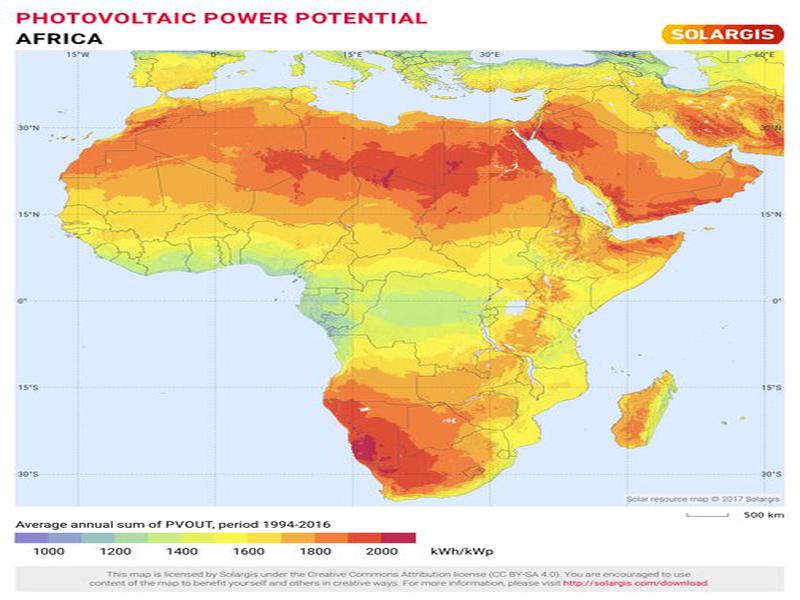 PHOTOVOLTAIC POWER POTENTIAL
AFRICA
SOLARGIS
15°W 0° 15°E 30°E 45°E 60°E
30°N 30°N
15°N 15°N
0° 0°
15°S 15°S
30°S 30°S
Solar resource map © 2017 Solargis
500 km
Average annual sum of PVOUT, period 1994-2016
1000 1200 1400 1600 1800 2000 kWh/kWp
This map is licensed by Solargis under the Creative Commons Attribution license (CC BY-SA 4.0). You are encouraged to use
content of the map to benefit yourself and others in creative ways. For more information, please visit http://solargis.com/download.